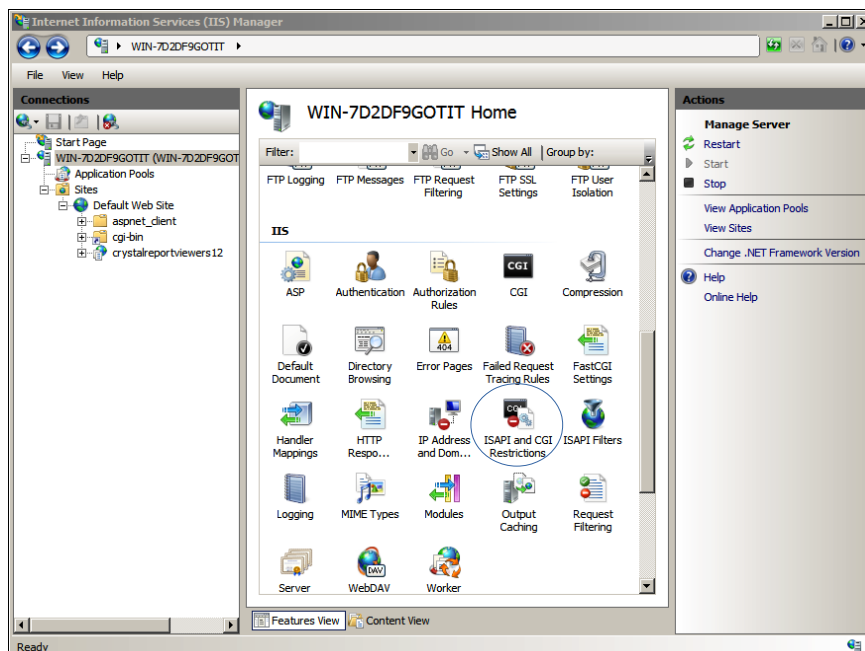 Internet Information Services (IIS) Manager
WIN-7D2DF9GOTIT
File View Help
Connections
Start Page
WIN-7D2DF9GOTIT (WIN-7D2DF9GOT
Application Pools
Sites
Default Web Site
aspnet_client
cgi-bin
crystalreportviewers12
WIN-7D2DF9GOTIT Home
Filter: Go Show All Group by:
FTP Logging FTP Messages FTP Request FTP SSL FTP User
Filtering Settings Isolation
IIS
CGI
ASP Authentication Authorization CGI Compression
Rules
404
Default Directory Error Pages Failed Request FastCGI
Document Browsing Tracing Rules Settings
Handler HTTP IP Address ISAPI and CGI ISAPI Filters
Mappings Respo... and Dom... Restrictions
Logging MIME Types Modules Output Request
Caching Filtering
DAV
Server WebDAV Worker
Features View Content View
Actions
Manage Server
Restart
Start
Stop
View Application Pools
View Sites
Change .NET Framework Version
Help
Online Help
Ready